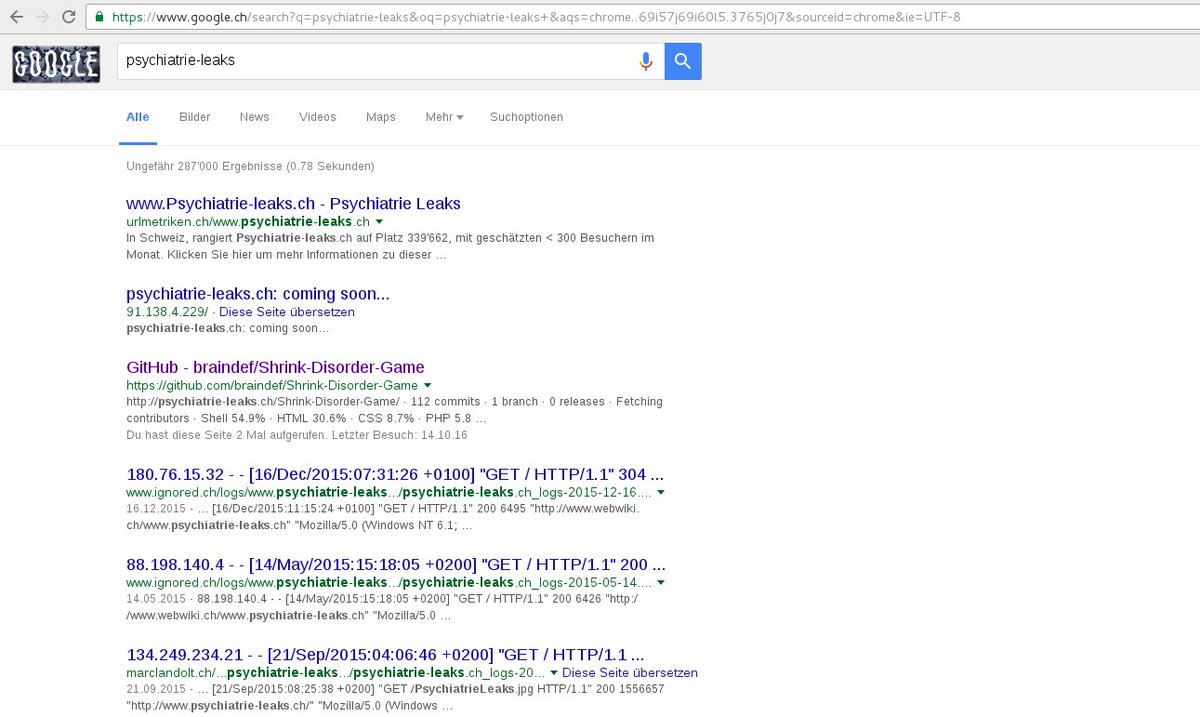 https://www.google.ch/search?q=psychiatrie-leaks&oq=psychiatrie-leaks+&aqs=chrome..69i57j69i60l5.3765j0j7&sourceid=chrome&ie=UTF-8
GOOGLE
psychiatrie-leaks
Alle Bilder News Videos Maps Mehr Suchoptionen
Ungefähr 287'000 Ergebnisse (0.78 Sekunden)
www.Psychiatrie-leaks.ch - Psychiatrie Leaks
urlmetriken.ch/www.psychiatrie-leaks.ch
In Schweiz, rangiert Psychiatrie-leaks.ch auf Platz 339'662, mit geschätzten < 300 Besuchern im
Monat. Klicken Sie hier um mehr Informationen zu dieser ...
psychiatrie-leaks.ch: coming soon...
91.138.4.229/ · Diese Seite übersetzen
psychiatrie-leaks.ch: coming soon...
GitHub - braindef/Shrink-Disorder-Game
https://github.com/braindef/Shrink-Disorder-Game
http://psychiatrie-leaks.ch/Shrink-Disorder-Game/ · 112 commits · 1 branch · 0 releases · Fetching
contributors · Shell 54.9% · HTML 30.6% · CSS 8.7% · PHP 5.8 ...
Du hast diese Seite 2 Mal aufgerufen. Letzter Besuch: 14.10.16
180.76.15.32 - - [16/Dec/2015:07:31:26 +0100] "GET / HTTP/1.1" 304 ...
www.ignored.ch/logs/www.psychiatrie-leaks.../psychiatrie-leaks.ch_logs-2015-12-16....
16.12.2015 - ... [16/Dec/2015:11:15:24 +0100] "GET / HTTP/1.1" 200 6495 "http://www.webwiki.
ch/www.psychiatrie-leaks.ch" "Mozilla/5.0 (Windows NT 6.1; ...
88.198.140.4 - - [14/May/2015:15:18:05 +0200] "GET / HTTP/1.1" 200 ...
www.ignored.ch/logs/www.psychiatrie-leaks.../psychiatrie-leaks.ch_logs-2015-05-14....
14.05.2015 - 88.198.140.4 - - [14/May/2015:15:18:05 +0200] "GET / HTTP/1.1" 200 6426 "http:/
/www.webwiki.ch/www.psychiatrie-leaks.ch" "Mozilla/5.0 ...
134.249.234.21 - - [21/Sep/2015:04:06:46 +0200] "GET / HTTP/1.1 ...
marclandolt.ch/...psychiatrie-leaks.../psychiatrie-leaks.ch_logs-20... Diese Seite übersetzen
21.09.2015 - ... [21/Sep/2015:08:25:38 +0200] "GET /PsychiatrieLeaks.jpg HTTP/1.1" 200 1556657
"http://www.psychiatrie-leaks.ch/" "Mozilla/5.0 (Windows ...